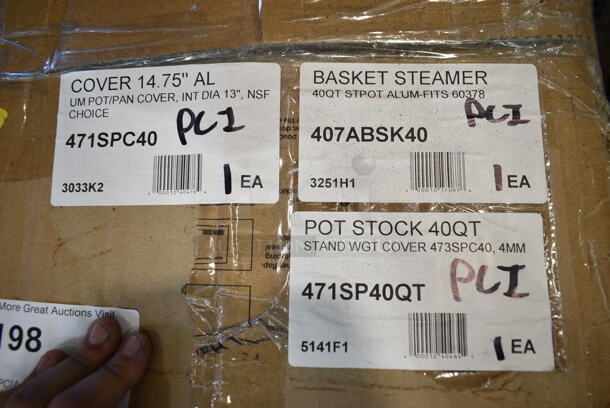 COVER 14.75" AL
UM POT/PAN COVER, INT DIA 13", NSF
CHOICE
471SPC40 PCI
3033K2 1 EA
BASKET STEAMER
40QT STPOT ALUM-FITS 60378
PCI
407ABSK40
3251H1 1 EA
POT STOCK 40QT
STAND WGT COVER 473SPC40, 4MM
471SP40QT PCI
5141F1 1 EA
More Great Auctions Visit
198